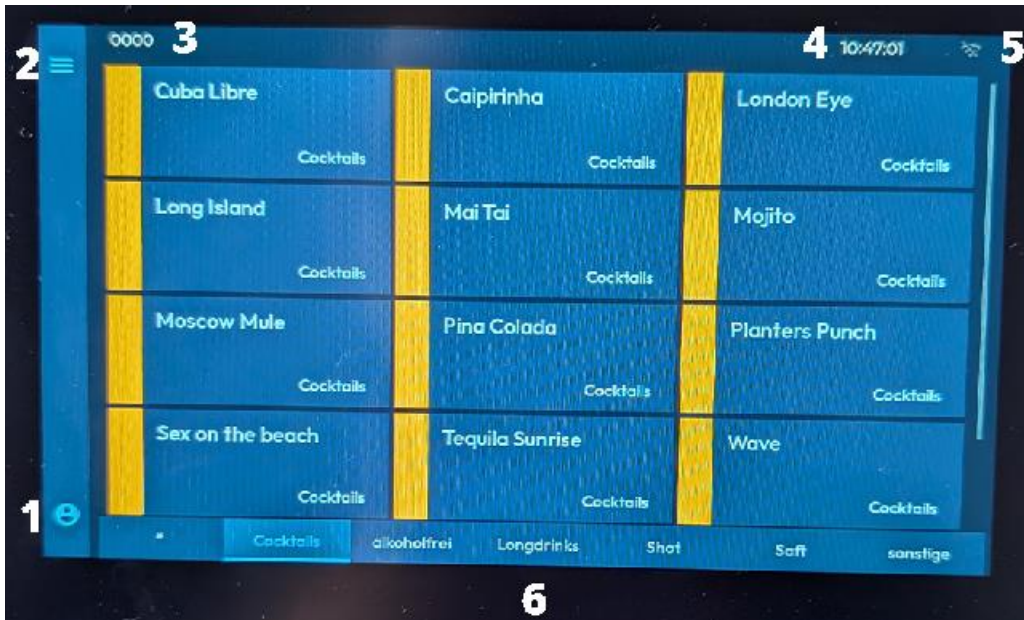 0000 3 4 10:47:01 5
2
Cuba Libre Caipirinha London Eye
Cocktails Cocktails Cocktails
Long Island Mai Tai Mojito
Cocktails Cocktails Cocktails
Moscow Mule Pina Colada Planters Punch
Cocktails Cocktails Cocktails
Sex on the beach Tequila Sunrise Wave
Cocktails Cocktails Cocktails
1
* Cocktails alkoholfrei Longdrinks Shot Saft sonstige
6